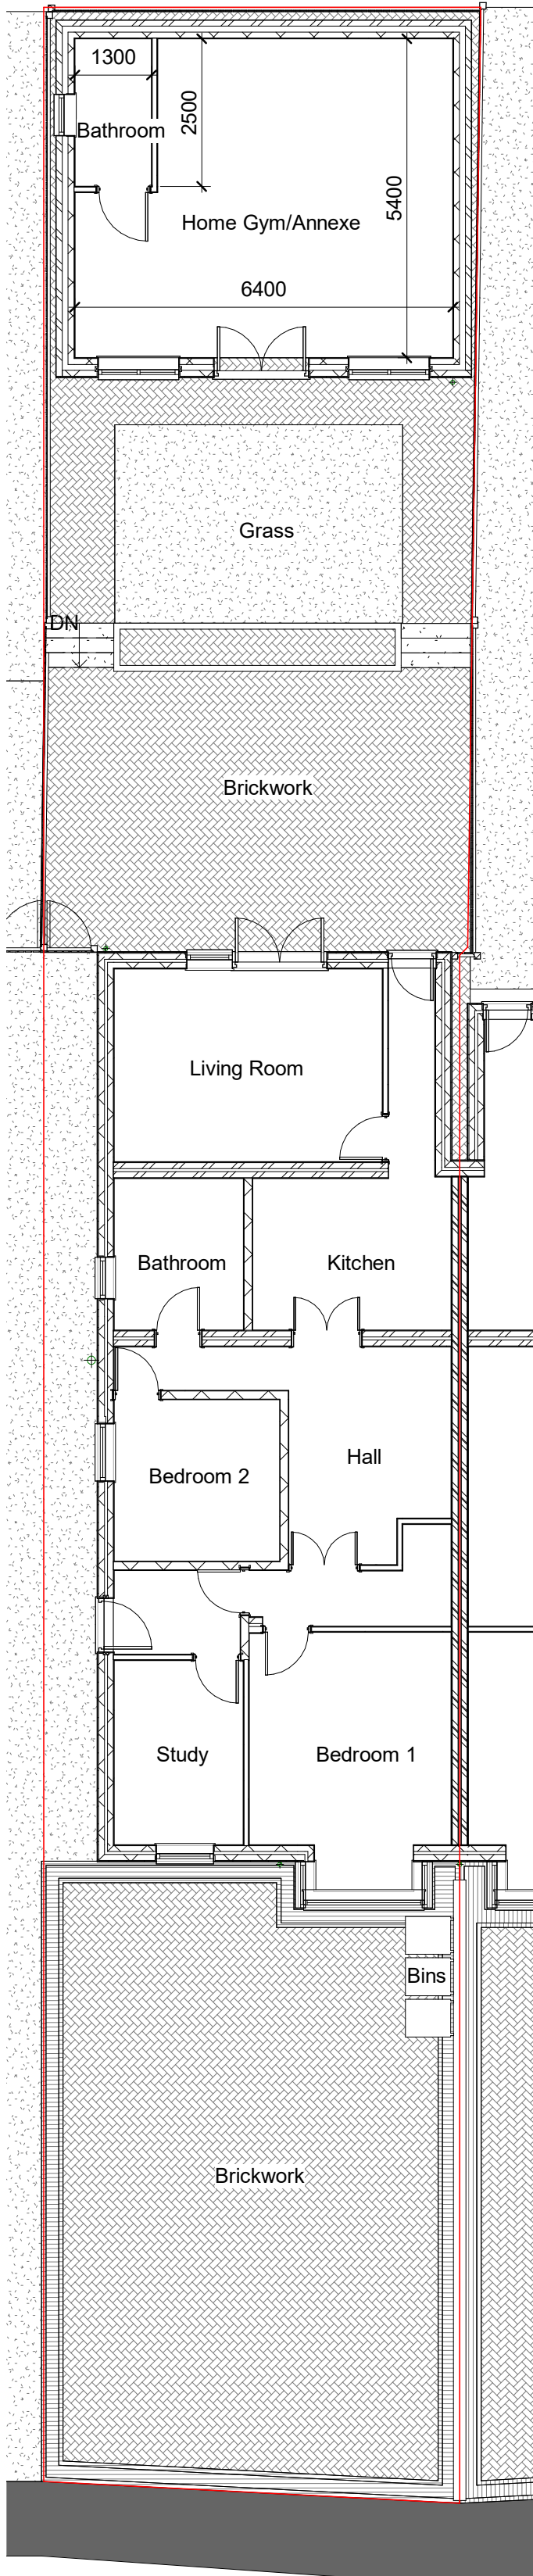 1300
2500
Bathroom
5400
Home Gym/Annexe
6400
Grass
DN
Brickwork
Living Room
Bathroom
Kitchen
Hall
Bedroom 2
Study
Bedroom 1
Bins
Brickwork